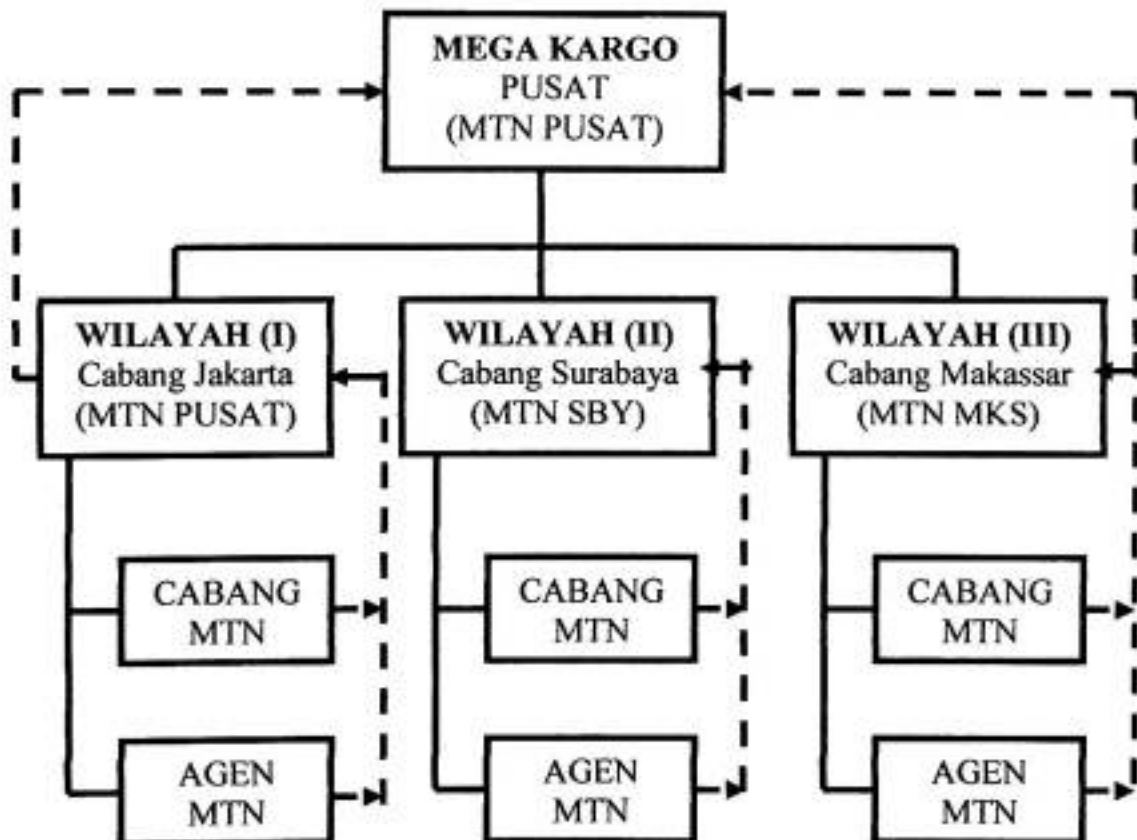 MEGA KARGO
PUSAT
(MTN PUSAT)
WILAYAH (I)
Cabang Jakarta
(MTN PUSAT)
WILAYAH (II)
Cabang Surabaya
(MTN SBY)
WILAYAH (III)
Cabang Makassar
(MTN MKS)
CABANG
MTN
CABANG
MTN
CABANG
MTN
AGEN
MTN
AGEN
MTN
AGEN
MTN